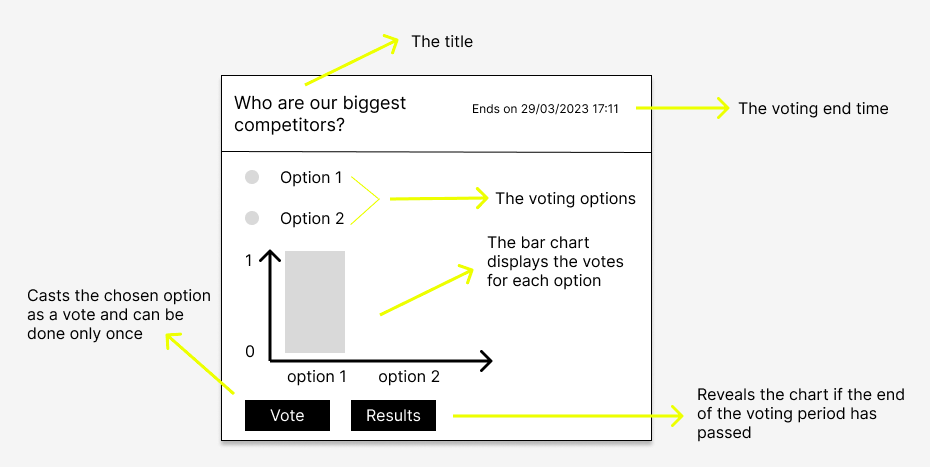 The title
Who are our biggest
competitors?
Ends on 29/03/2023 17:11
The voting end time
Option 1
Option 2
The voting options
The bar chart
displays the votes
for each option
1
0
option 1
option 2
Casts the chosen option
as a vote and can be
done only once
Vote
Results
Reveals the chart if the end
of the voting period has
passed